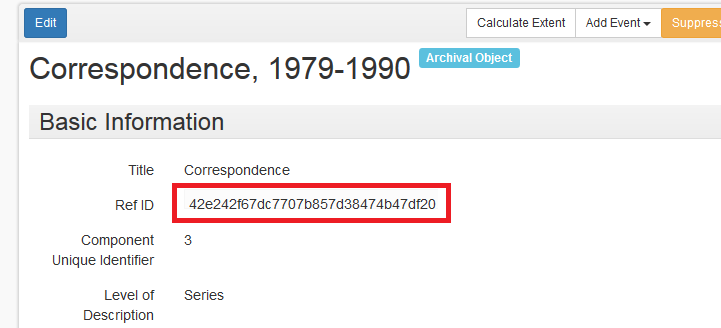 Edit
Calculate Extent
Add Event
Suppress
Correspondence, 1979-1990 Archival Object
Basic Information
Title Correspondence
Ref ID 42e242f67dc7707b857d38474b47df20
Component Unique Identifier 3
Level of Description Series